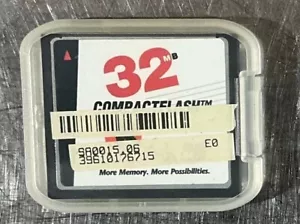 32MB
COMPACTFLASH™
SA0015.06 E0
39610176715
More Memory. More Possibilities.